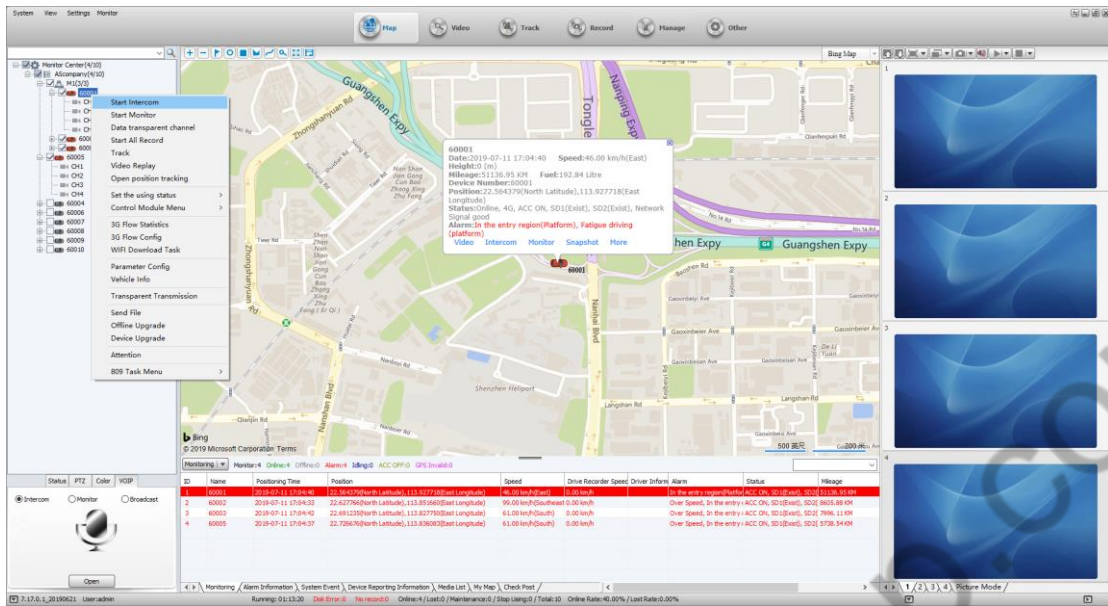 System View Settings Monitor
Map Video Track Record Manage Other
Bing Map
Monitor Center(4/10)
AScompany(4/10)
M1(3/3)
60001
60005
CH1
CH2
CH3
CH4
60004
60006
60007
60008
60009
60010
Start Intercom
Start Monitor
Data transparent channel
Start All Record
Track
Video Replay
Open position tracking
Set the using status
Control Module Menu
3G Flow Statistics
3G Flow Config
WIFI Download Task
Parameter Config
Vehicle Info
Transparent Transmission
Send File
Offline Upgrade
Device Upgrade
Attention
809 Task Menu
Guangshen Expy
Zhongshanyuan Rd
Tongle
Nanping Exp
Qianfengsan Rd
60001
Date:2019-07-11 17:04:40 Speed:46.00 km/h(East)
Height:0 (m)
Mileage:51136.95 KM Fuel:192.84 Litre
Device Number:60001
Position:22.564379(North Latitude),113.927718(East
Longitude)
Status:Online, 4G, ACC ON, SD1(Exist), SD2(Exist), Network
Signal good
Alarm:In the entry region(Platform), Fatigue driving
(platform)
Video Intercom Monitor Snapshot More
60001
hen Expy
G4
Guangshen Expy
Nanhai Blvd
Nanshan Blvd
Shenzhen Heliport
Langshan Rd
Langshan Rd
Gaoxinbeier Ave
Qianjin Rd
Bing
© 2019 Microsoft Corporation Terms
500 英尺 200 米
1
2
3
4
Monitoring Monitor:4 Online:4 Offline:0 Alarm:4 Idling:0 ACC OFF:0 GPS Invalid:0
ID Name Positioning Time Position Speed Drive Recorder Speed Driver Inform Alarm Status Mileage
1 60001 2019-07-11 17:04:40 22.564379(North Latitude),113.927718(East Longitude) 46.00 km/h(East) 0.00 km/h In the entry region(Platfor ACC ON, SD1(Exist), SD2( 51136.95 KM
2 60002 2019-07-11 17:04:33 22.627766(North Latitude),113.851660(East Longitude) 99.00 km/h(Southeast 0.00 km/h Over Speed, In the entry ACC ON, SD1(Exist), SD2( 8605.88 KM
3 60003 2019-07-11 17:04:42 22.691235(North Latitude),113.827750(East Longitude) 61.00 km/h(South) 0.00 km/h Over Speed, In the entry ACC ON, SD1(Exist), SD2( 7996.11 KM
4 60005 2019-07-11 17:04:37 22.726676(North Latitude),113.836083(East Longitude) 61.00 km/h(South) 0.00 km/h Over Speed, In the entry ACC ON, SD1(Exist), SD2( 5738.54 KM
Status PTZ Color VOIP
Intercom Monitor Broadcast
Open
Monitoring Alarm Information System Event Device Reporting Information Media List My Map Check Post
1 2 3 4 Picture Mode
7.17.0.1_20190621 User:admin
Running: 01:13:20 Disk Error:6 No record:0 Online:4/Lost:0/Maintenance:0/Stop Using:0/Total:10 Online Rate:40.00%/Lost Rate:0.00%